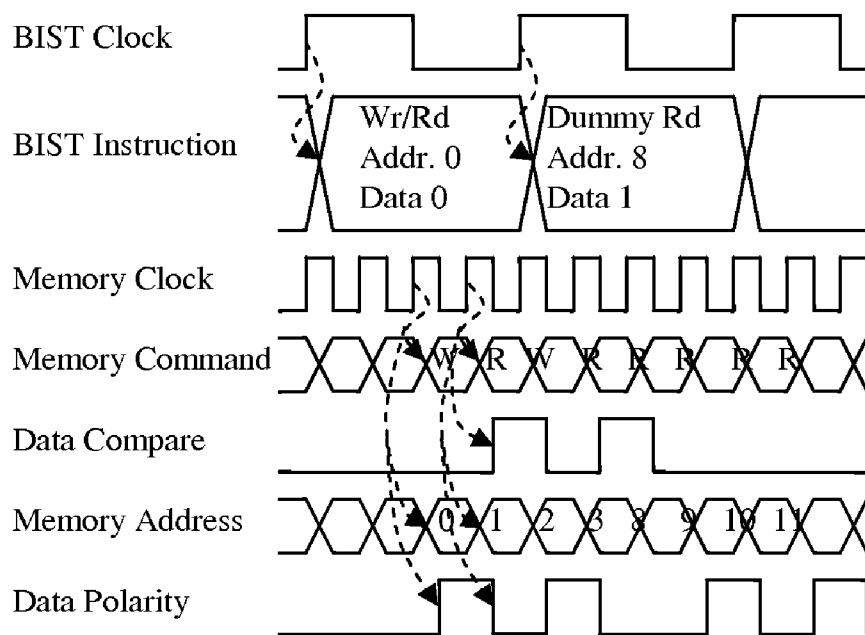 BIST Clock
BIST Instruction
Wr/Rd
Addr. 0
Data 0
Dummy Rd
Addr. 8
Data 1
Memory Clock
Memory Command W R W R R R R R
Data Compare
Memory Address 0 1 2 3 8 9 10 11
Data Polarity